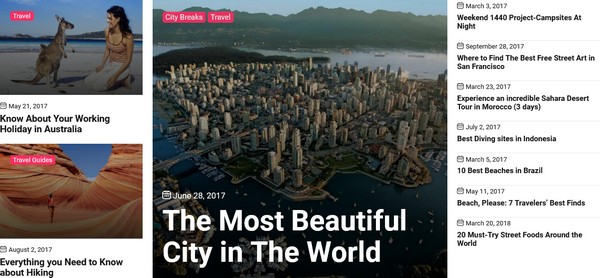 Travel
May 21, 2017
Know About Your Working
Holiday in Australia
Travel Guides
August 2, 2017
Everything you Need to Know
about Hiking
City Breaks Travel
June 28, 2017
The Most Beautiful
City in The World
March 3, 2017
Weekend 1440 Project-Campsites At
Night
September 28, 2017
Where to Find The Best Free Street Art in
San Francisco
March 23, 2017
Experience an incredible Sahara Desert
Tour in Morocco (3 days)
July 2, 2017
Best Diving sites in Indonesia
March 5, 2017
10 Best Beaches in Brazil
May 11, 2017
Beach, Please: 7 Travelers' Best Finds
March 20, 2018
20 Must-Try Street Foods Around the
World